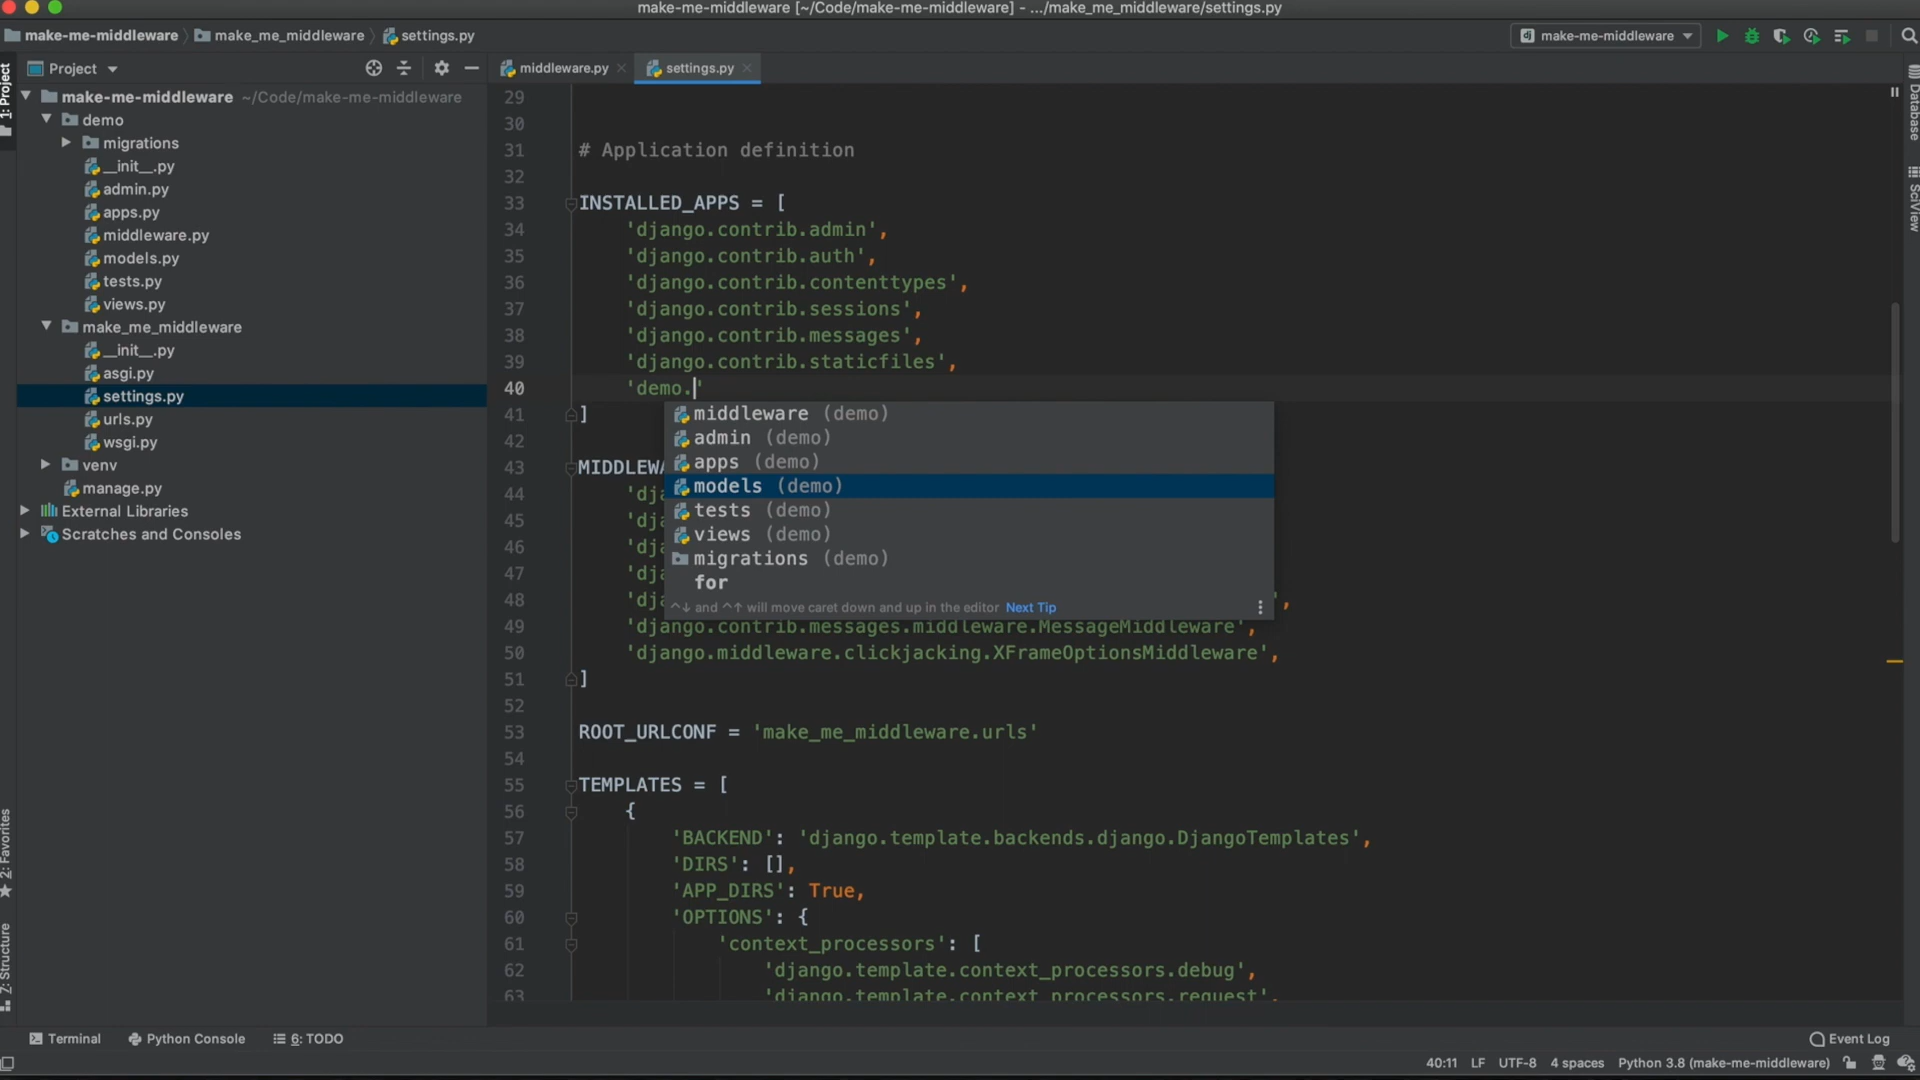 make-me-middleware [~/Code/make-me-middleware] - .../make_me_middleware/settings.py
make-me-middleware make_me_middleware settings.py
make-me-middleware
1: Project
Project
middleware.py settings.py
make-me-middleware ~/Code/make-me-middleware
demo
migrations
__init__.py
admin.py
apps.py
middleware.py
models.py
tests.py
views.py
make_me_middleware
__init__.py
asgi.py
settings.py
urls.py
wsgi.py
venv
manage.py
External Libraries
Scratches and Consoles
2: Favorites
Z: Structure
29
30
31 # Application definition
32
33 INSTALLED_APPS = [
34 'django.contrib.admin',
35 'django.contrib.auth',
36 'django.contrib.contenttypes',
37 'django.contrib.sessions',
38 'django.contrib.messages',
39 'django.contrib.staticfiles',
40 'demo.'
41 ]
42
43 MIDDLEWA
44 'dj
45 'dj
46 'dj
47 'dj
48 'dj ',
49 'django.contrib.messages.middleware.MessageMiddleware',
50 'django.middleware.clickjacking.XFrameOptionsMiddleware',
51 ]
52
53 ROOT_URLCONF = 'make_me_middleware.urls'
54
55 TEMPLATES = [
56 {
57 'BACKEND': 'django.template.backends.django.DjangoTemplates',
58 'DIRS': [],
59 'APP_DIRS': True,
60 'OPTIONS': {
61 'context_processors': [
62 'django.template.context_processors.debug',
63 'django.template.context_processors.request',
middleware (demo)
admin (demo)
apps (demo)
models (demo)
tests (demo)
views (demo)
migrations (demo)
for
^↓ and ^↑ will move caret down and up in the editor Next Tip
Database
SciView
Terminal Python Console 6: TODO Event Log
40:11 LF UTF-8 4 spaces Python 3.8 (make-me-middleware)